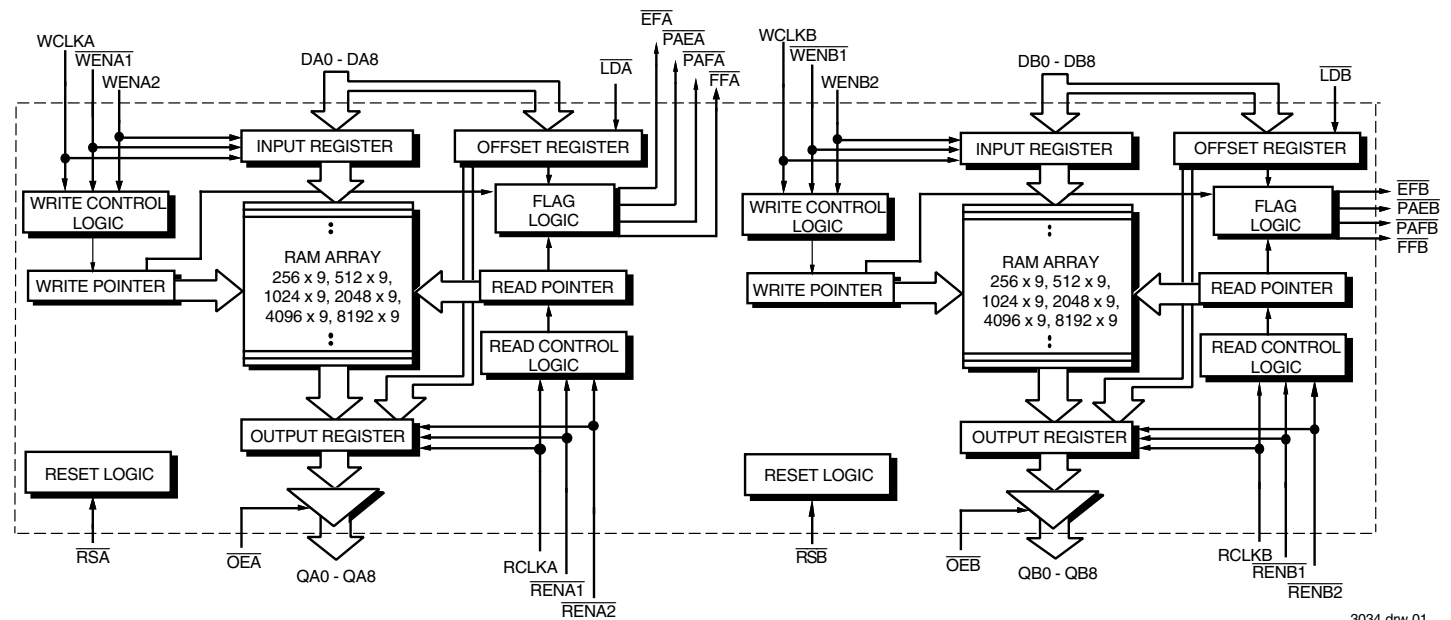 WCLKA
WENA1
WENA2
DA0 - DA8
LDA
EFA
PAEA
PAFA
FFA
INPUT REGISTER
OFFSET REGISTER
WRITE CONTROL
LOGIC
FLAG
LOGIC
WRITE POINTER
RAM ARRAY
256 x 9, 512 x 9,
1024 x 9, 2048 x 9,
4096 x 9, 8192 x 9
READ POINTER
READ CONTROL
LOGIC
OUTPUT REGISTER
RESET LOGIC
RSA
OEA
QA0 - QA8
RCLKA
RENA1
RENA2
WCLKB
WENB1
WENB2
DB0 - DB8
LDB
INPUT REGISTER
OFFSET REGISTER
WRITE CONTROL
LOGIC
FLAG
LOGIC
EFB
PAEB
PAFB
FFB
WRITE POINTER
RAM ARRAY
256 x 9, 512 x 9,
1024 x 9, 2048 x 9,
4096 x 9, 8192 x 9
READ POINTER
READ CONTROL
LOGIC
OUTPUT REGISTER
RESET LOGIC
RSB
OEB
QB0 - QB8
RCLKB
RENB1
RENB2
3034 drw 01